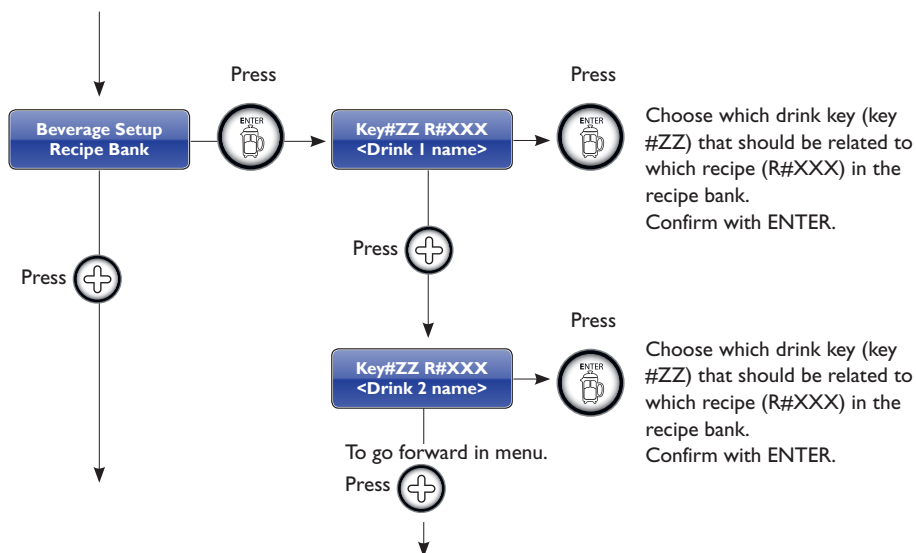 Press
Press
Beverage Setup
Recipe Bank
ENTER
Key#ZZ R#XXX
<Drink 1 name>
ENTER
Choose which drink key (key
#ZZ) that should be related to
which recipe (R#XXX) in the
recipe bank.
Confirm with ENTER.
Press
Press
Press
Key#ZZ R#XXX
<Drink 2 name>
ENTER
Choose which drink key (key
#ZZ) that should be related to
which recipe (R#XXX) in the
recipe bank.
Confirm with ENTER.
To go forward in menu.
Press